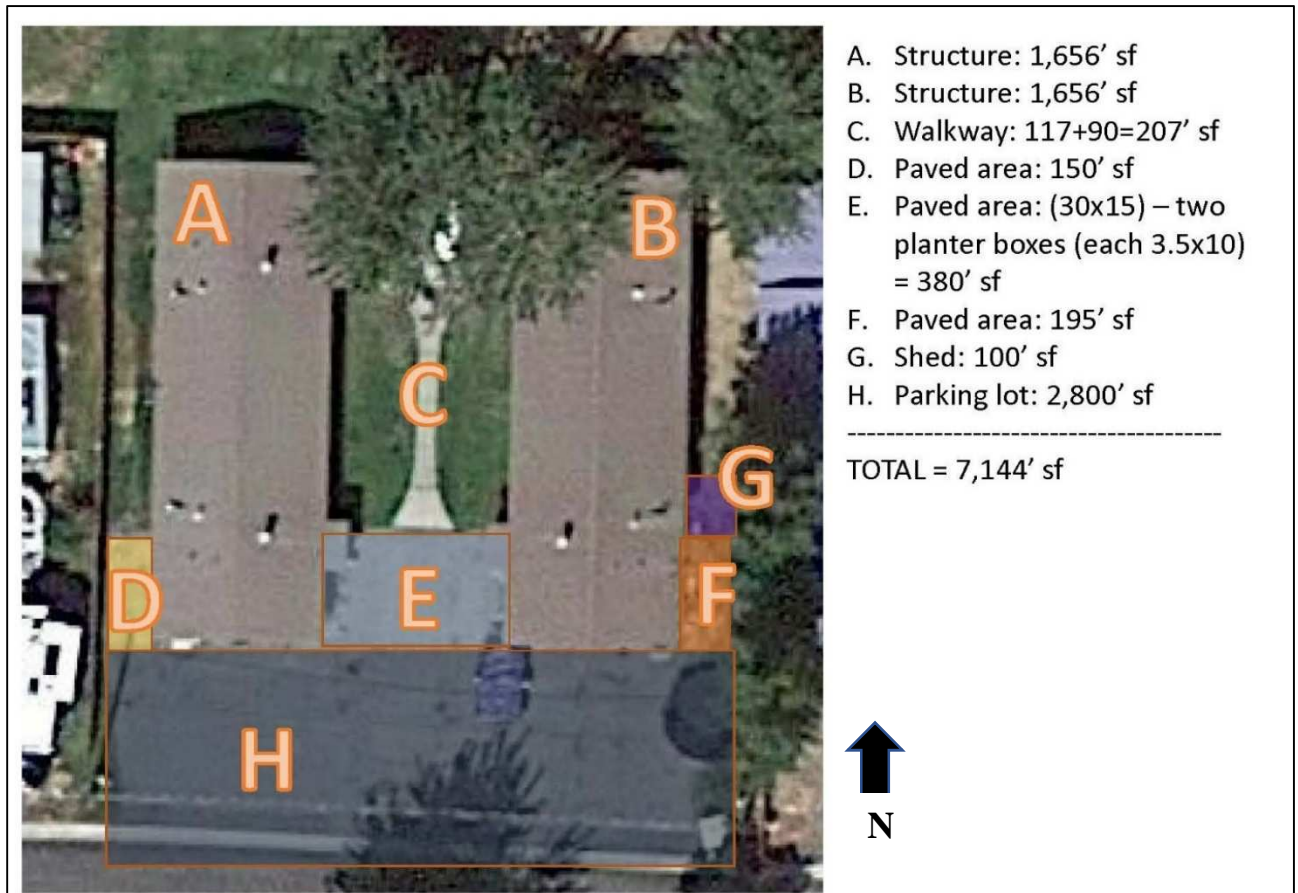 A. Structure: 1,656’ sf
B. Structure: 1,656’ sf
C. Walkway: 117+90=207’ sf
D. Paved area: 150’ sf
E. Paved area: (30x15) – two
planter boxes (each 3.5x10)
= 380’ sf
F. Paved area: 195’ sf
G. Shed: 100’ sf
H. Parking lot: 2,800’ sf
---------------------------------------
TOTAL = 7,144’ sf
A
B
C
G
D
E
F
H
N